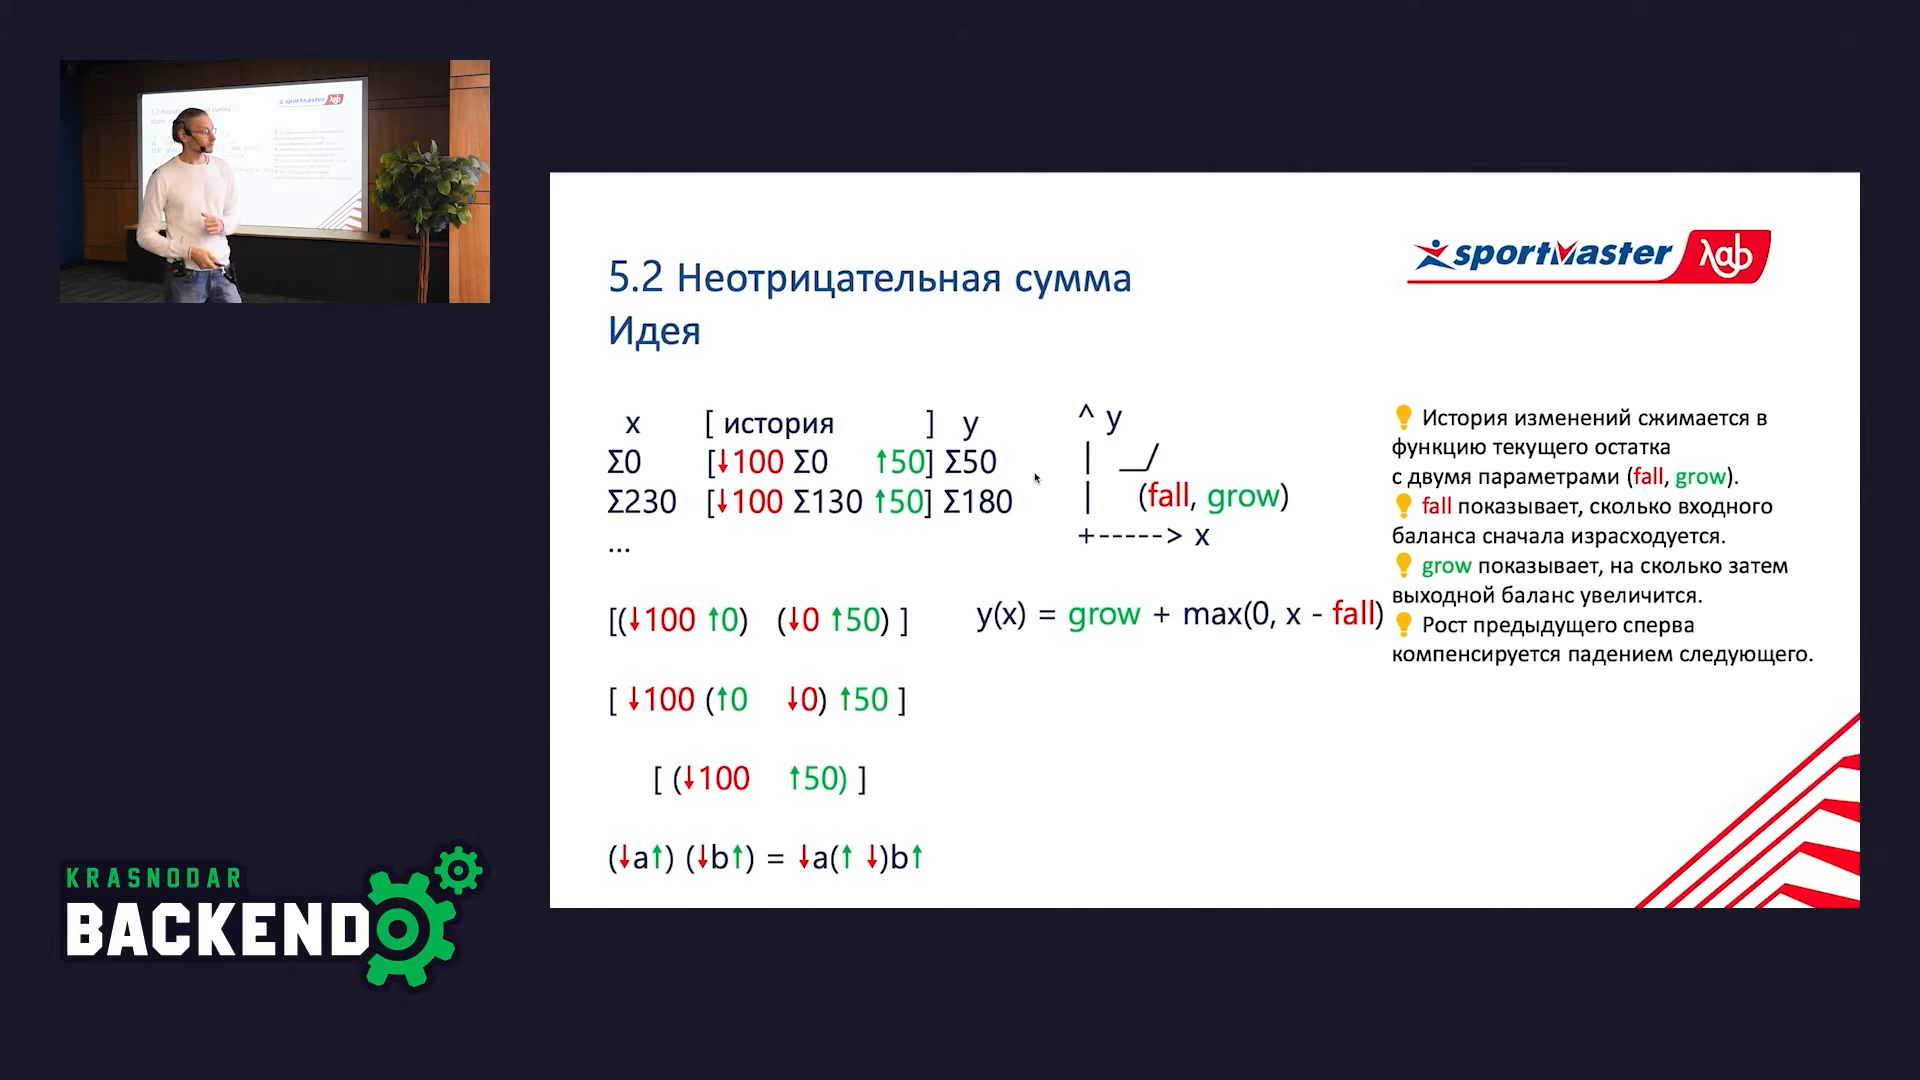 5.2 Неотрицательная сумма
Идея
sportmaster λab
x [ история ] y
Σ0 [↓100 Σ0 ↑50] Σ50
Σ230 [↓100 Σ130 ↑50] Σ180
...
[(↓100 ↑0) (↓0 ↑50) ]
[ ↓100 (↑0 ↓0) ↑50 ]
[ (↓100 ↑50) ]
(↓a↑) (↓b↑) = ↓a(↑ ↓)b↑
^ y
| __/
| (fall, grow)
+-----> x
y(x) = grow + max(0, x - fall)
💡 История изменений сжимается в
функцию текущего остатка
с двумя параметрами (fall, grow).
💡 fall показывает, сколько входного
баланса сначала израсходуется.
💡 grow показывает, на сколько затем
выходной баланс увеличится.
💡 Рост предыдущего сперва
компенсируется падением следующего.
KRASNODAR
BACKEND